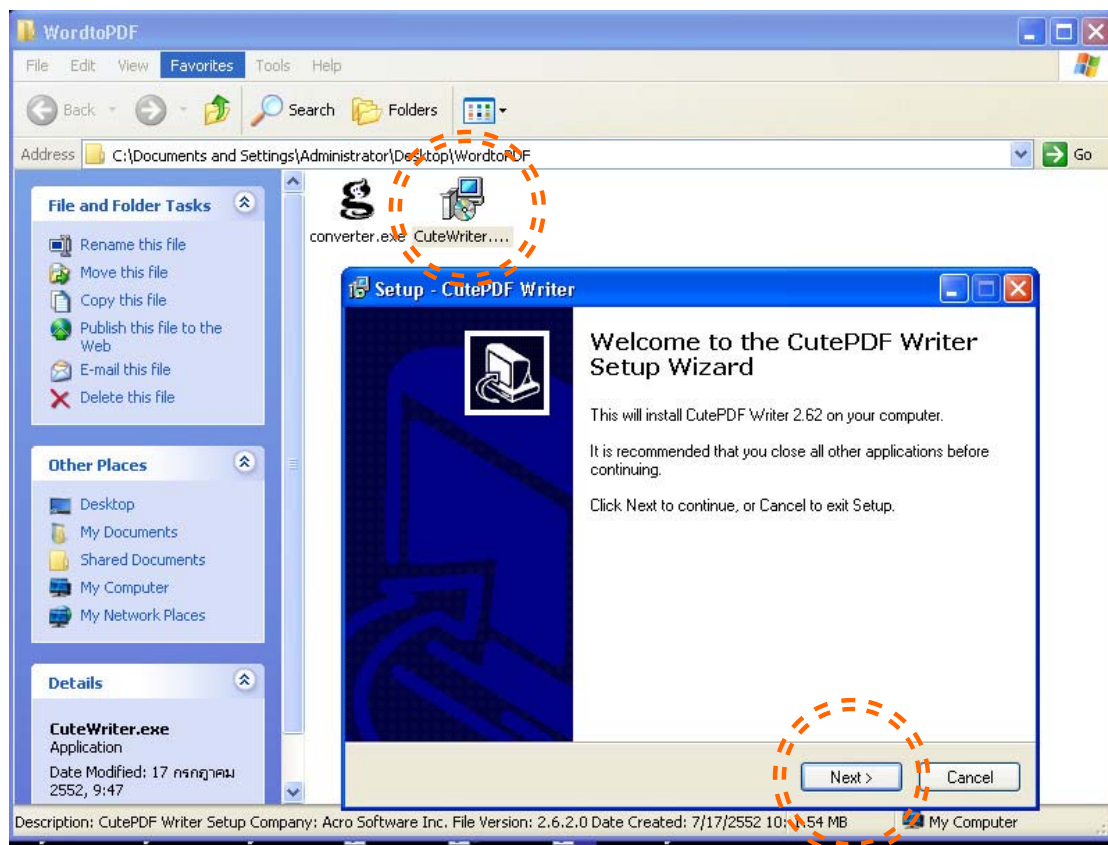 WordtoPDF
File Edit View Favorites Tools Help
Back Search Folders
Address C:\Documents and Settings\Administrator\Desktop\WordtoPDF Go
File and Folder Tasks
Rename this file
Move this file
Copy this file
Publish this file to the
Web
E-mail this file
Delete this file
Other Places
Desktop
My Documents
Shared Documents
My Computer
My Network Places
Details
CuteWriter.exe
Application
Date Modified: 17 กรกฎาคม
2552, 9:47
converter.exe CuteWriter....
Setup - CutePDF Writer
Welcome to the CutePDF Writer
Setup Wizard
This will install CutePDF Writer 2.62 on your computer.
It is recommended that you close all other applications before
continuing.
Click Next to continue, or Cancel to exit Setup.
Next > Cancel
Description: CutePDF Writer Setup Company: Acro Software Inc. File Version: 2.6.2.0 Date Created: 7/17/2552 10: 1.54 MB My Computer